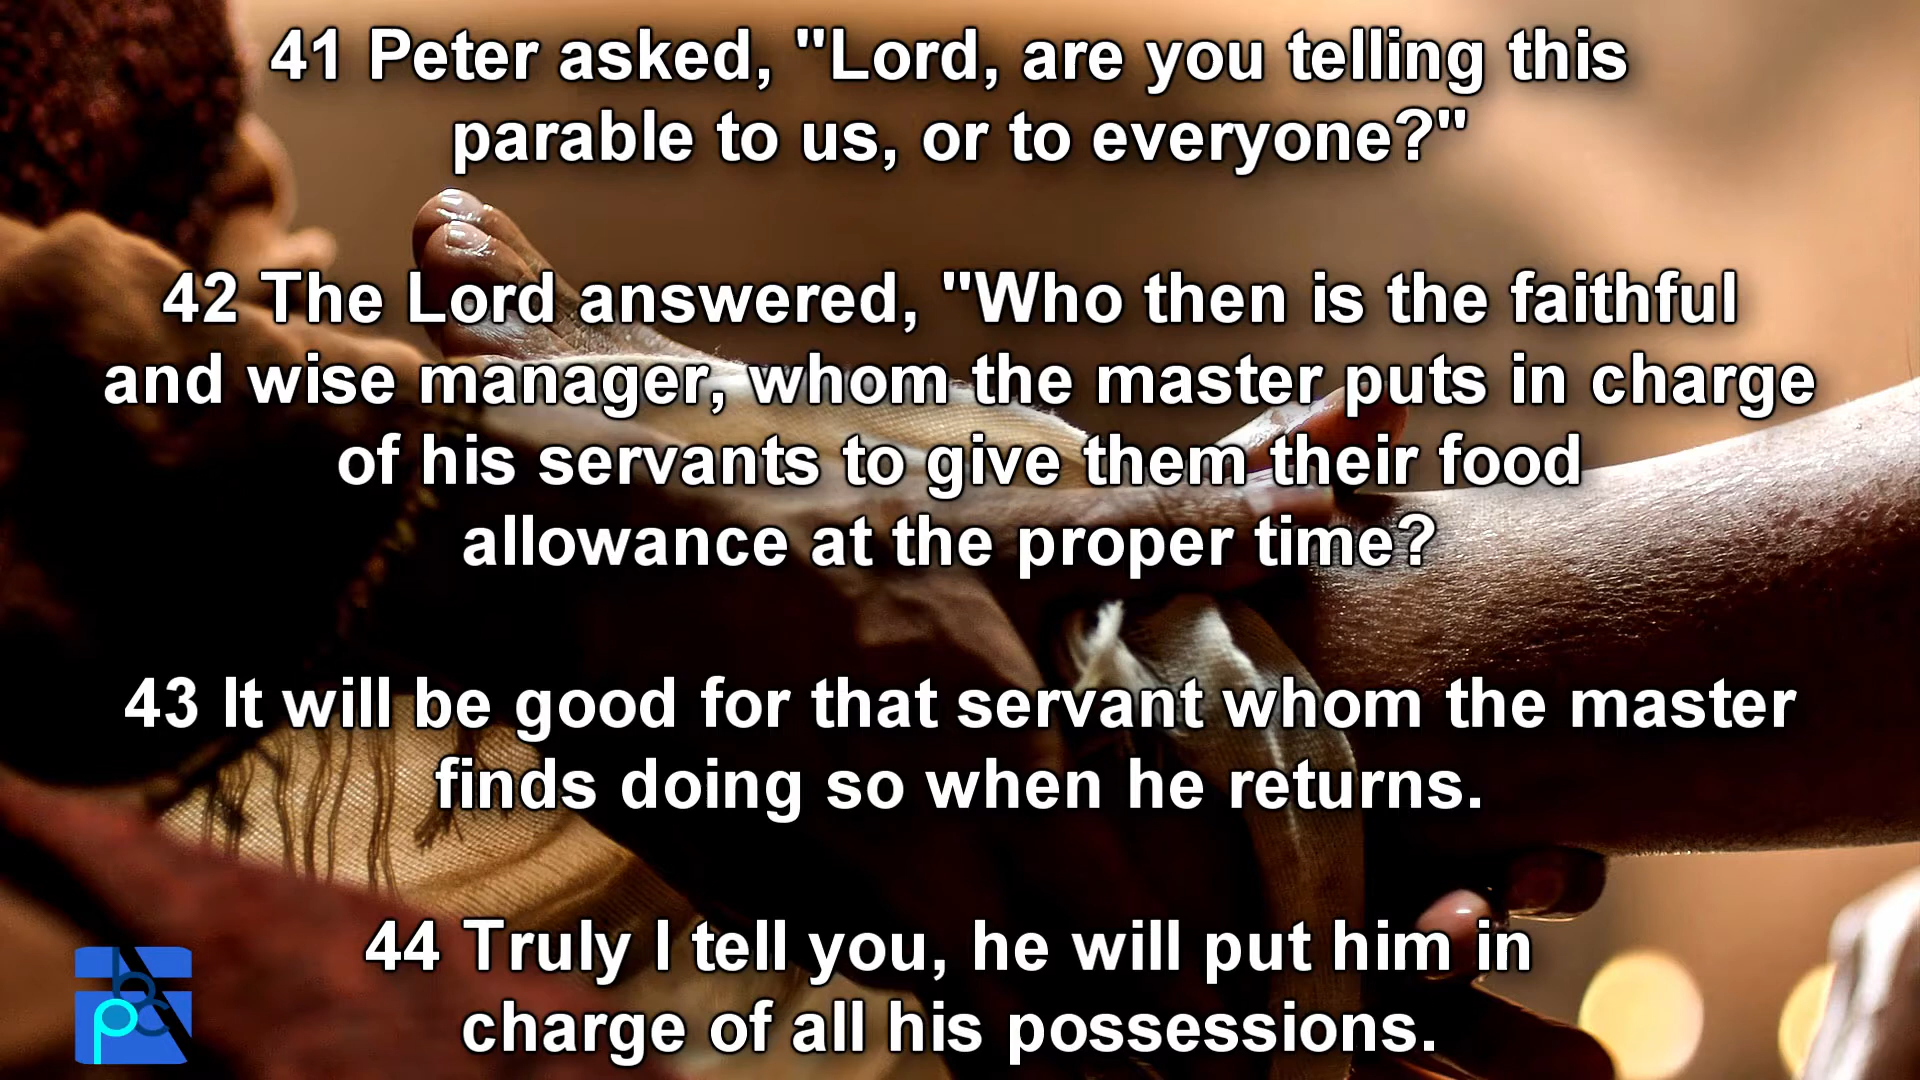 41 Peter asked, "Lord, are you telling this
parable to us, or to everyone?"
42 The Lord answered, "Who then is the faithful
and wise manager, whom the master puts in charge
of his servants to give them their food
allowance at the proper time?
43 It will be good for that servant whom the master
finds doing so when he returns.
44 Truly I tell you, he will put him in
charge of all his possessions.